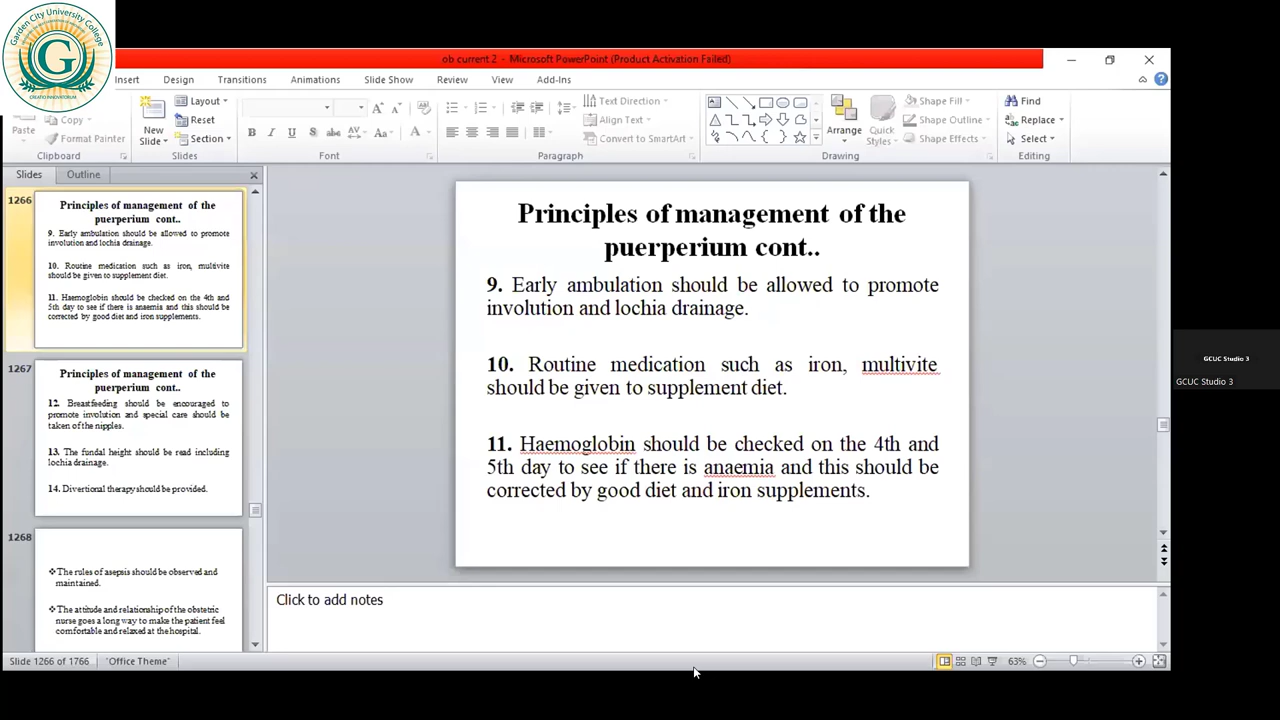 Garden City University College
G
ob current 2 - Microsoft PowerPoint (Product Activation Failed)
Insert Design Transitions Animations Slide Show Review View Add-Ins
Paste
Copy
Format Painter
Clipboard
New
Slide
Layout
Reset
Section
Slides
B I U S abc AV Aa A
Font
Text Direction
Align Text
Convert to SmartArt
Paragraph
Arrange
Quick
Styles
Shape Fill
Shape Outline
Shape Effects
Drawing
Find
Replace
Select
Editing
Slides Outline
1266
Principles of management of the
puerperium cont..
9. Early ambulation should be allowed to promote
involution and lochia drainage.
10. Routine medication such as iron, multivite
should be given to supplement diet.
11. Haemoglobin should be checked on the 4th and
5th day to see if there is anaemia and this should be
corrected by good diet and iron supplements.
1267
Principles of management of the
puerperium cont..
12. Breastfeeding should be encouraged to
promote involution and special care should be
taken of the nipples.
13. The fundal height should be read including
lochia drainage.
14. Divertional therapy should be provided.
1268
The rules of asepsis should be observed and
maintained.
The attitude and relationship of the obstetric
nurse goes a long way to make the patient feel
comfortable and relaxed at the hospital.
Principles of management of the
puerperium cont..
9. Early ambulation should be allowed to promote
involution and lochia drainage.
10. Routine medication such as iron, multivite
should be given to supplement diet.
11. Haemoglobin should be checked on the 4th and
5th day to see if there is anaemia and this should be
corrected by good diet and iron supplements.
Click to add notes
GCUC Studio 3
GCUC Studio 3
Slide 1266 of 1766 "Office Theme" 63%